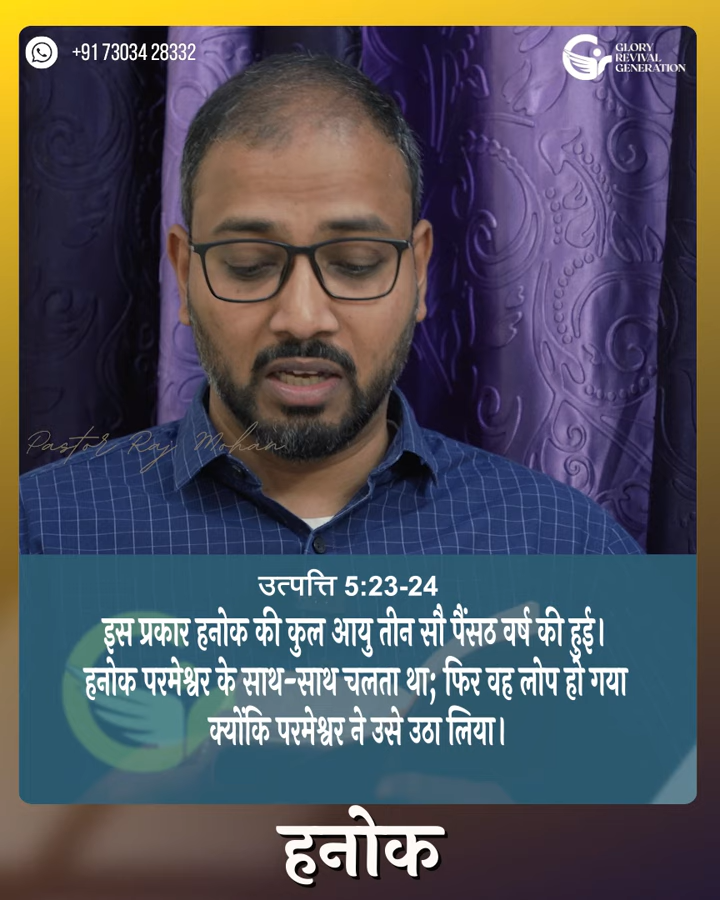 +91 73034 28332
GLORY
REVIVAL
GENERATION
Pastor Raj Mohan
उत्पत्ति 5:23-24
इस प्रकार हनोक की कुल आयु तीन सौ पैंसठ वर्ष की हुई।
हनोक परमेश्वर के साथ-साथ चलता था; फिर वह लोप हो गया
क्योंकि परमेश्वर ने उसे उठा लिया।
हनोक